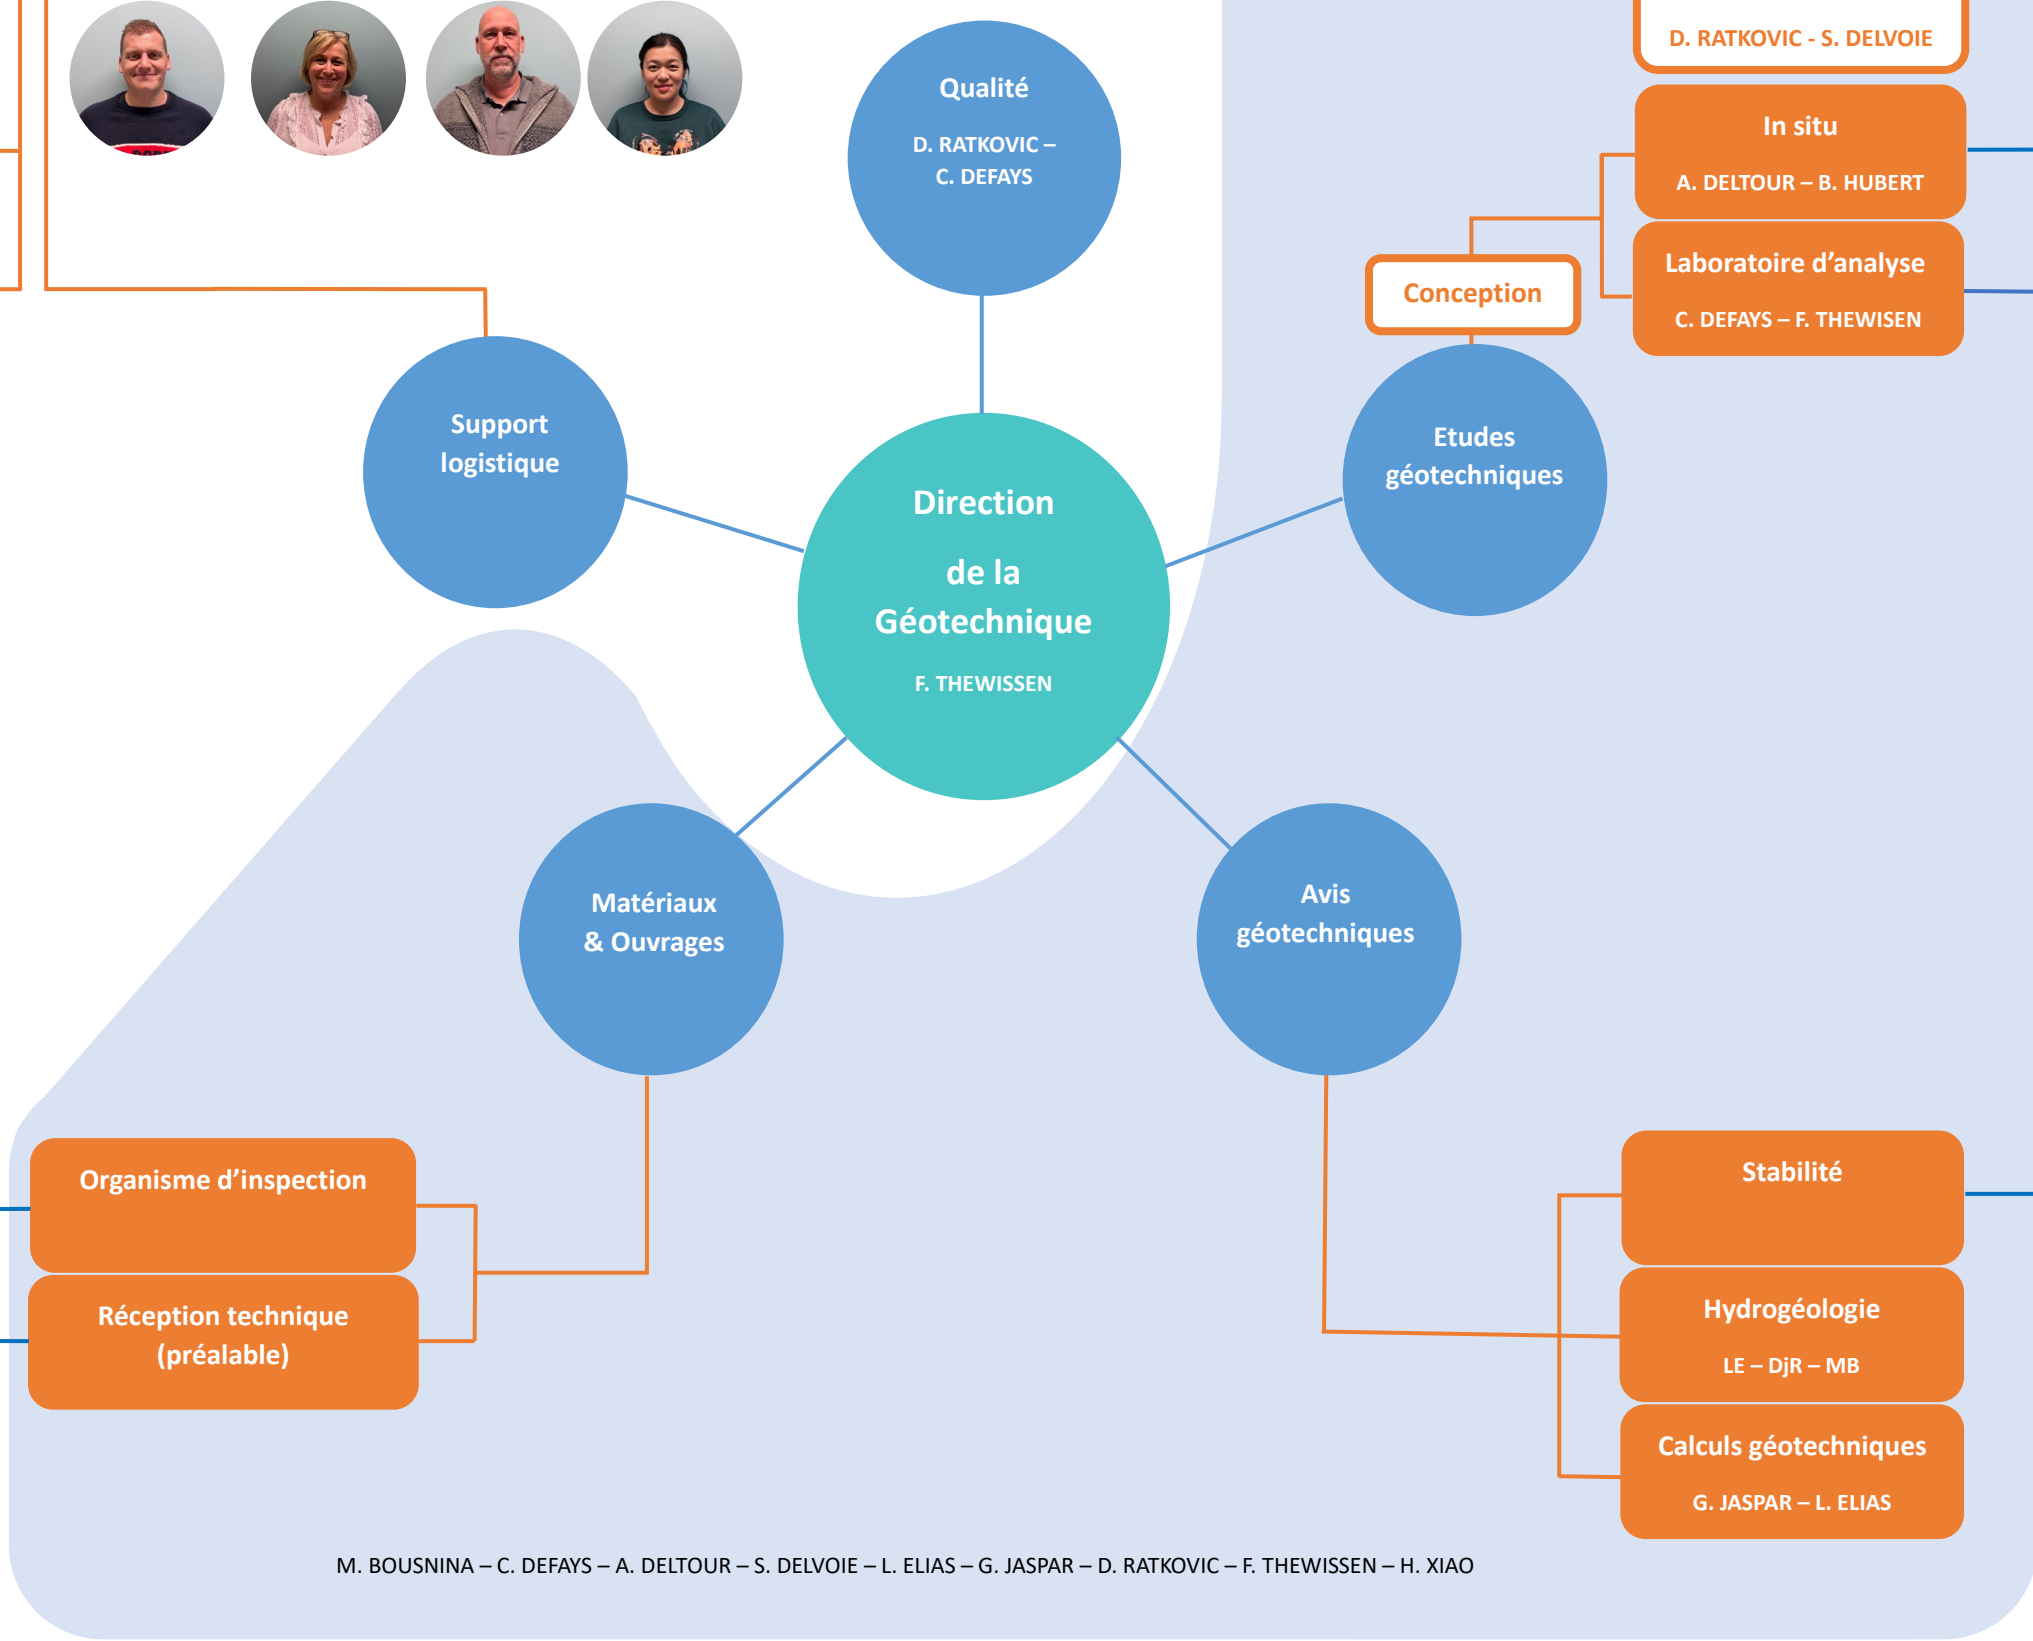 D. RATKOVIC - S. DELVOIE
Qualité
D. RATKOVIC –
C. DEFAYS
In situ
A. DELTOUR – B. HUBERT
Laboratoire d’analyse
C. DEFAYS – F. THEWISEN
Conception
Support
logistique
Etudes
géotechniques
Direction
de la
Géotechnique
F. THEWISSEN
Matériaux
& Ouvrages
Avis
géotechniques
Organisme d’inspection
Réception technique
(préalable)
Stabilité
Hydrogéologie
LE – DjR – MB
Calculs géotechniques
G. JASPAR – L. ELIAS
M. BOUSNINA – C. DEFAYS – A. DELTOUR – S. DELVOIE – L. ELIAS – G. JASPAR – D. RATKOVIC – F. THEWISSEN – H. XIAO